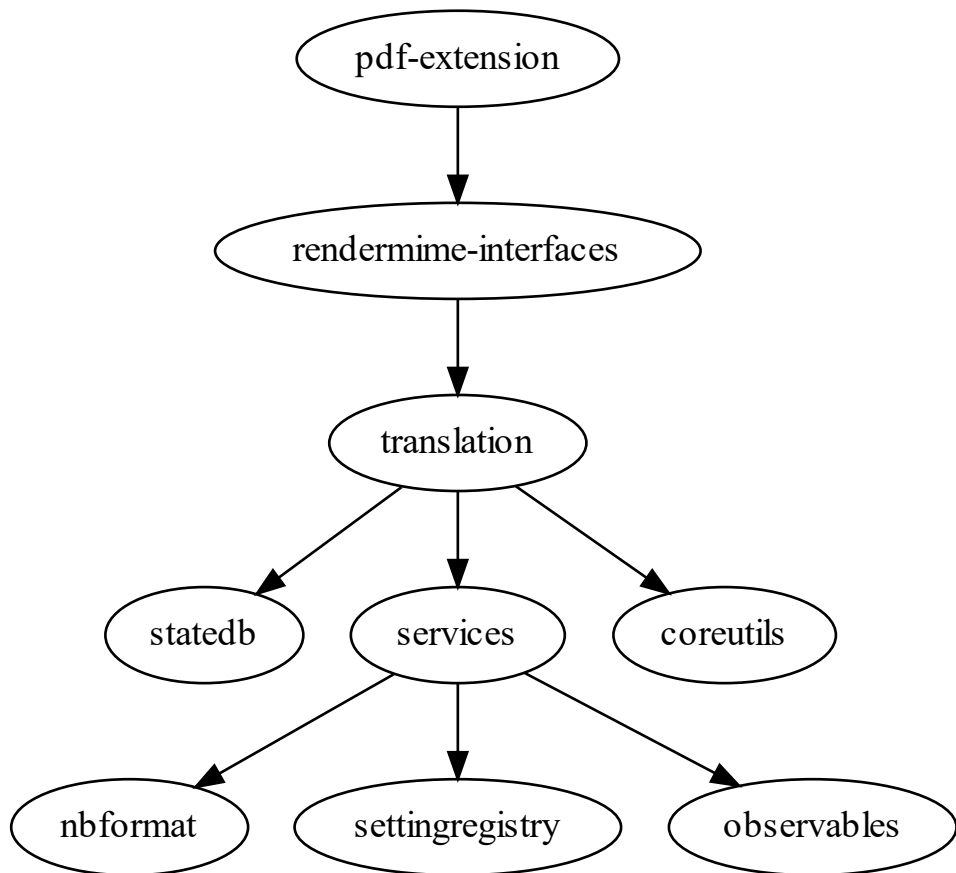 pdf-extension
rendermime-interfaces
translation
statedb
services
coreutils
nbformat
settingregistry
observables